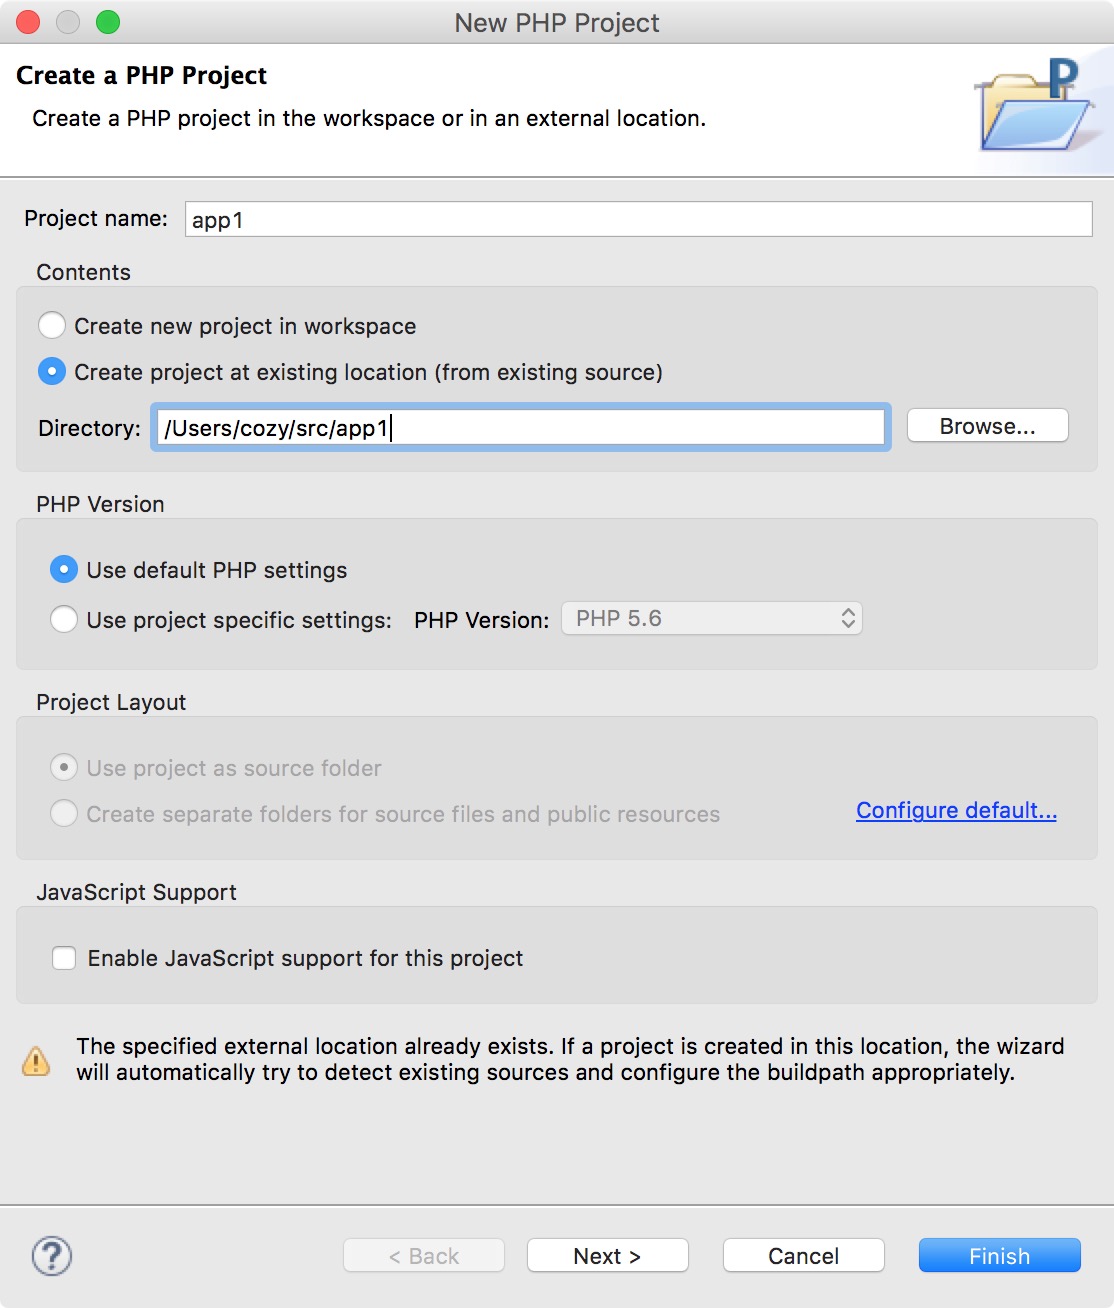 New PHP Project
Create a PHP Project
P
Create a PHP project in the workspace or in an external location.
Project name: app1
Contents
Create new project in workspace
Create project at existing location (from existing source)
Directory: /Users/cozy/src/app1 Browse...
PHP Version
Use default PHP settings
Use project specific settings: PHP Version: PHP 5.6
Project Layout
Use project as source folder
Create separate folders for source files and public resources Configure default...
JavaScript Support
Enable JavaScript support for this project
The specified external location already exists. If a project is created in this location, the wizard
will automatically try to detect existing sources and configure the buildpath appropriately.
? < Back Next > Cancel Finish